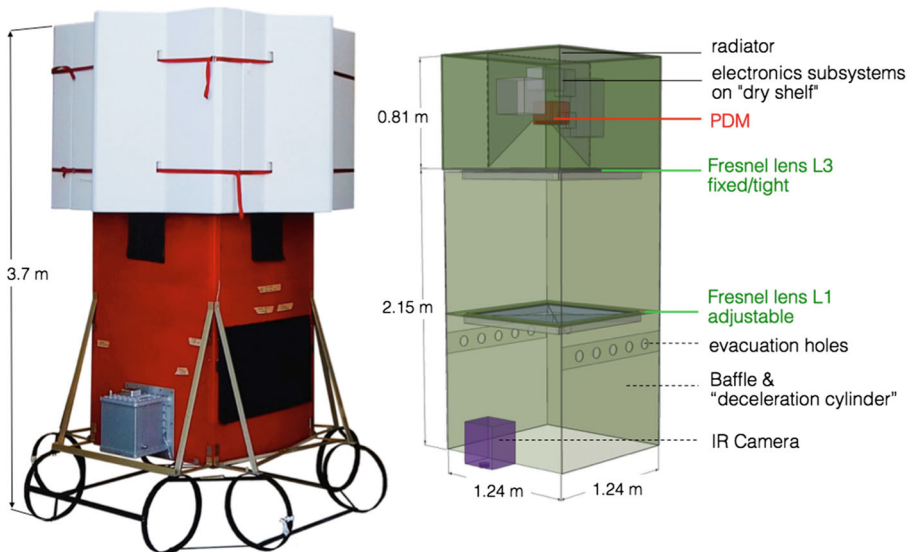 3.7 m
0.81 m
2.15 m
1.24 m
1.24 m
radiator
electronics subsystems
on "dry shelf"
PDM
Fresnel lens L3
fixed/tight
Fresnel lens L1
adjustable
evacuation holes
Baffle &
“deceleration cylinder”
IR Camera